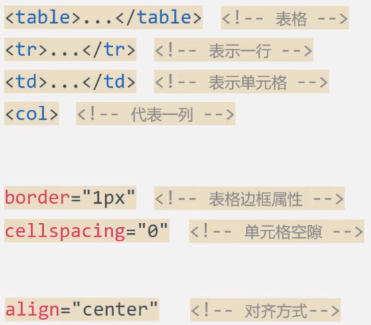 <table>...</table> <!-- 表格 -->
<tr>...</tr> <!-- 表示一行 -->
<td>...</td> <!-- 表示单元格 -->
<col> <!-- 代表一列 -->
border="1px" <!-- 表格边框属性 -->
cellspacing="0" <!-- 单元格空隙 -->
align="center" <!-- 对齐方式-->